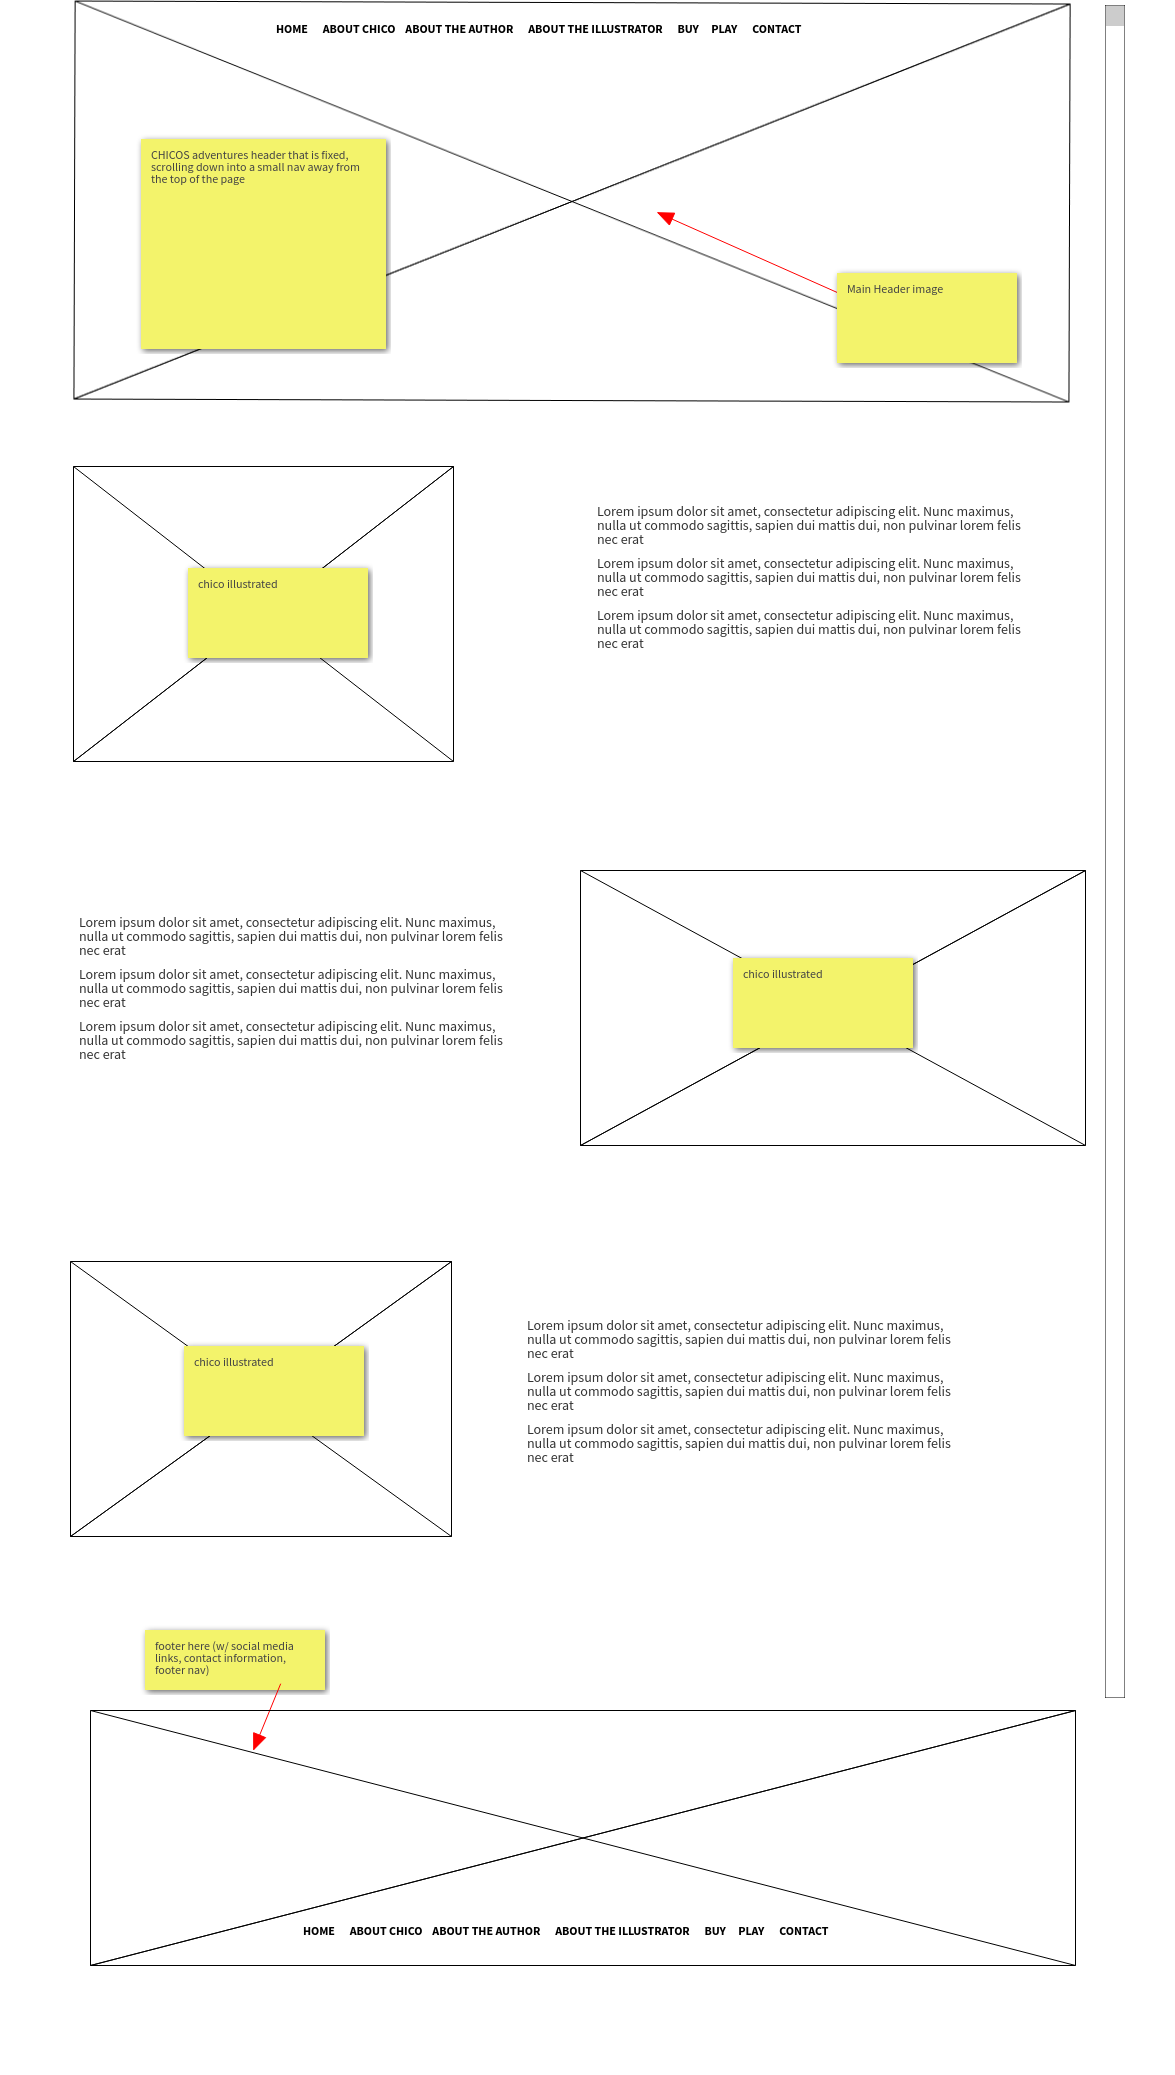 HOME ABOUT CHICO ABOUT THE AUTHOR ABOUT THE ILLUSTRATOR BUY PLAY CONTACT
CHICOS adventures header that is fixed,
scrolling down into a small nav away from
the top of the page
Main Header image
chico illustrated
Lorem ipsum dolor sit amet, consectetur adipiscing elit. Nunc maximus,
nulla ut commodo sagittis, sapien dui mattis dui, non pulvinar lorem felis
nec erat
Lorem ipsum dolor sit amet, consectetur adipiscing elit. Nunc maximus,
nulla ut commodo sagittis, sapien dui mattis dui, non pulvinar lorem felis
nec erat
Lorem ipsum dolor sit amet, consectetur adipiscing elit. Nunc maximus,
nulla ut commodo sagittis, sapien dui mattis dui, non pulvinar lorem felis
nec erat
Lorem ipsum dolor sit amet, consectetur adipiscing elit. Nunc maximus,
nulla ut commodo sagittis, sapien dui mattis dui, non pulvinar lorem felis
nec erat
Lorem ipsum dolor sit amet, consectetur adipiscing elit. Nunc maximus,
nulla ut commodo sagittis, sapien dui mattis dui, non pulvinar lorem felis
nec erat
Lorem ipsum dolor sit amet, consectetur adipiscing elit. Nunc maximus,
nulla ut commodo sagittis, sapien dui mattis dui, non pulvinar lorem felis
nec erat
chico illustrated
chico illustrated
Lorem ipsum dolor sit amet, consectetur adipiscing elit. Nunc maximus,
nulla ut commodo sagittis, sapien dui mattis dui, non pulvinar lorem felis
nec erat
Lorem ipsum dolor sit amet, consectetur adipiscing elit. Nunc maximus,
nulla ut commodo sagittis, sapien dui mattis dui, non pulvinar lorem felis
nec erat
Lorem ipsum dolor sit amet, consectetur adipiscing elit. Nunc maximus,
nulla ut commodo sagittis, sapien dui mattis dui, non pulvinar lorem felis
nec erat
footer here (w/ social media
links, contact information,
footer nav)
HOME ABOUT CHICO ABOUT THE AUTHOR ABOUT THE ILLUSTRATOR BUY PLAY CONTACT